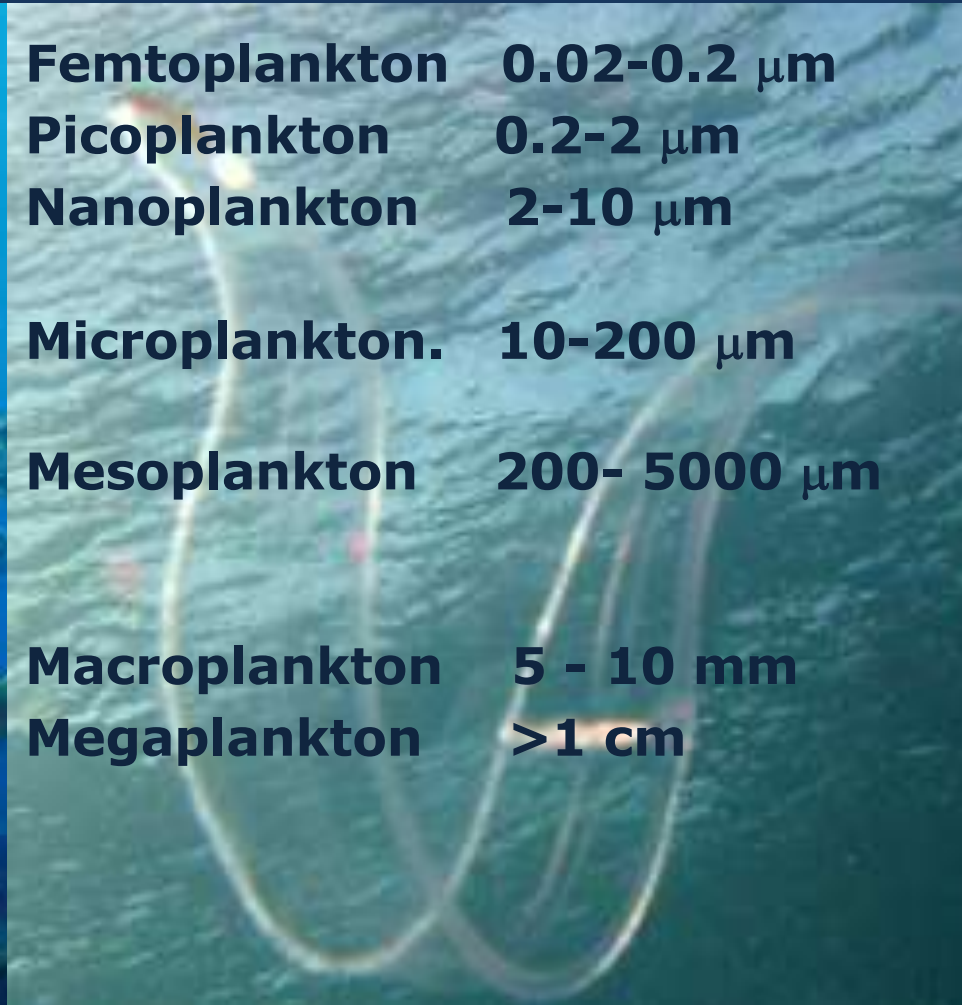 Femtoplankton 0.02-0.2 μm
Picoplankton 0.2-2 μm
Nanoplankton 2-10 μm
Microplankton. 10-200 μm
Mesoplankton 200- 5000 μm
Macroplankton 5 - 10 mm
Megaplankton >1 cm